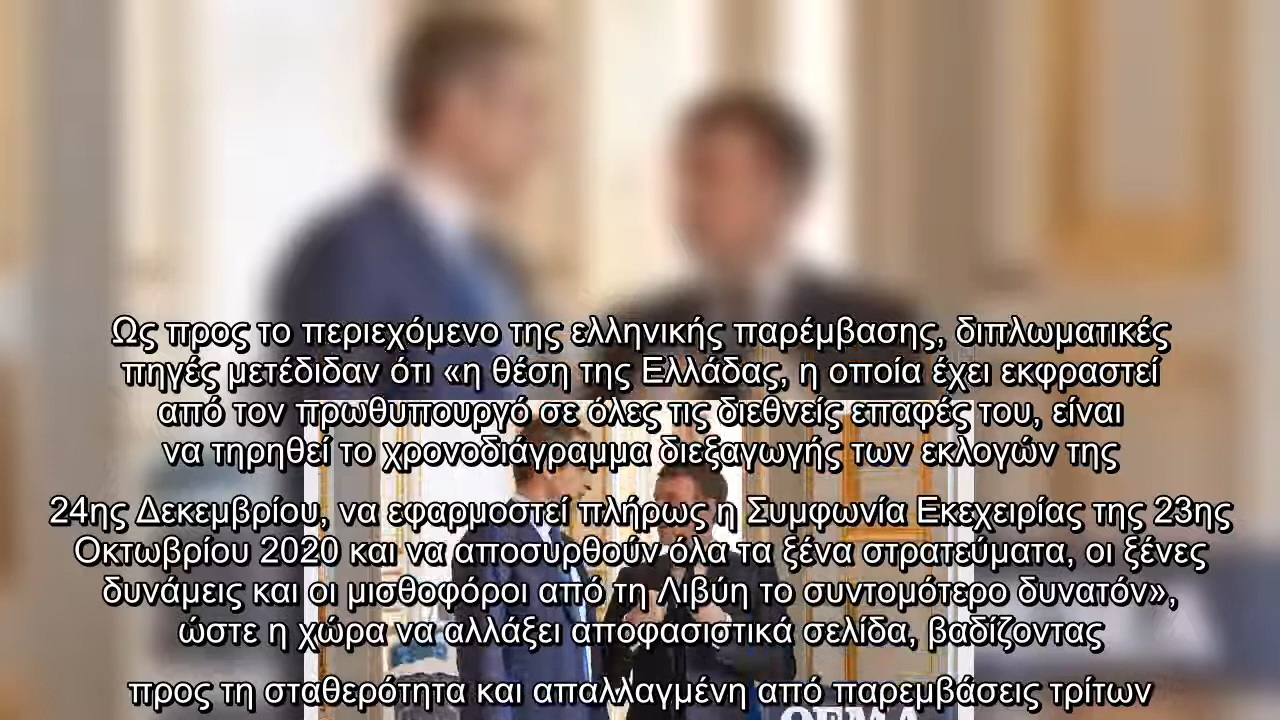 Ως προς το περιεχόμενο της ελληνικής παρέμβασης, διπλωματικές
πηγές μετέδιδαν ότι «η θέση της Ελλάδας, η οποία έχει εκφραστεί
από τον πρωθυπουργό σε όλες τις διεθνείς επαφές του, είναι
να τηρηθεί το χρονοδιάγραμμα διεξαγωγής των εκλογών της
24ης Δεκεμβρίου, να εφαρμοστεί πλήρως η Συμφωνία Εκεχειρίας της 23ης
Οκτωβρίου 2020 και να αποσυρθούν όλα τα ξένα στρατεύματα, οι ξένες
δυνάμεις και οι μισθοφόροι από τη Λιβύη το συντομότερο δυνατόν»,
ώστε η χώρα να αλλάξει αποφασιστικά σελίδα, βαδίζοντας
προς τη σταθερότητα και απαλλαγμένη από παρεμβάσεις τρίτων